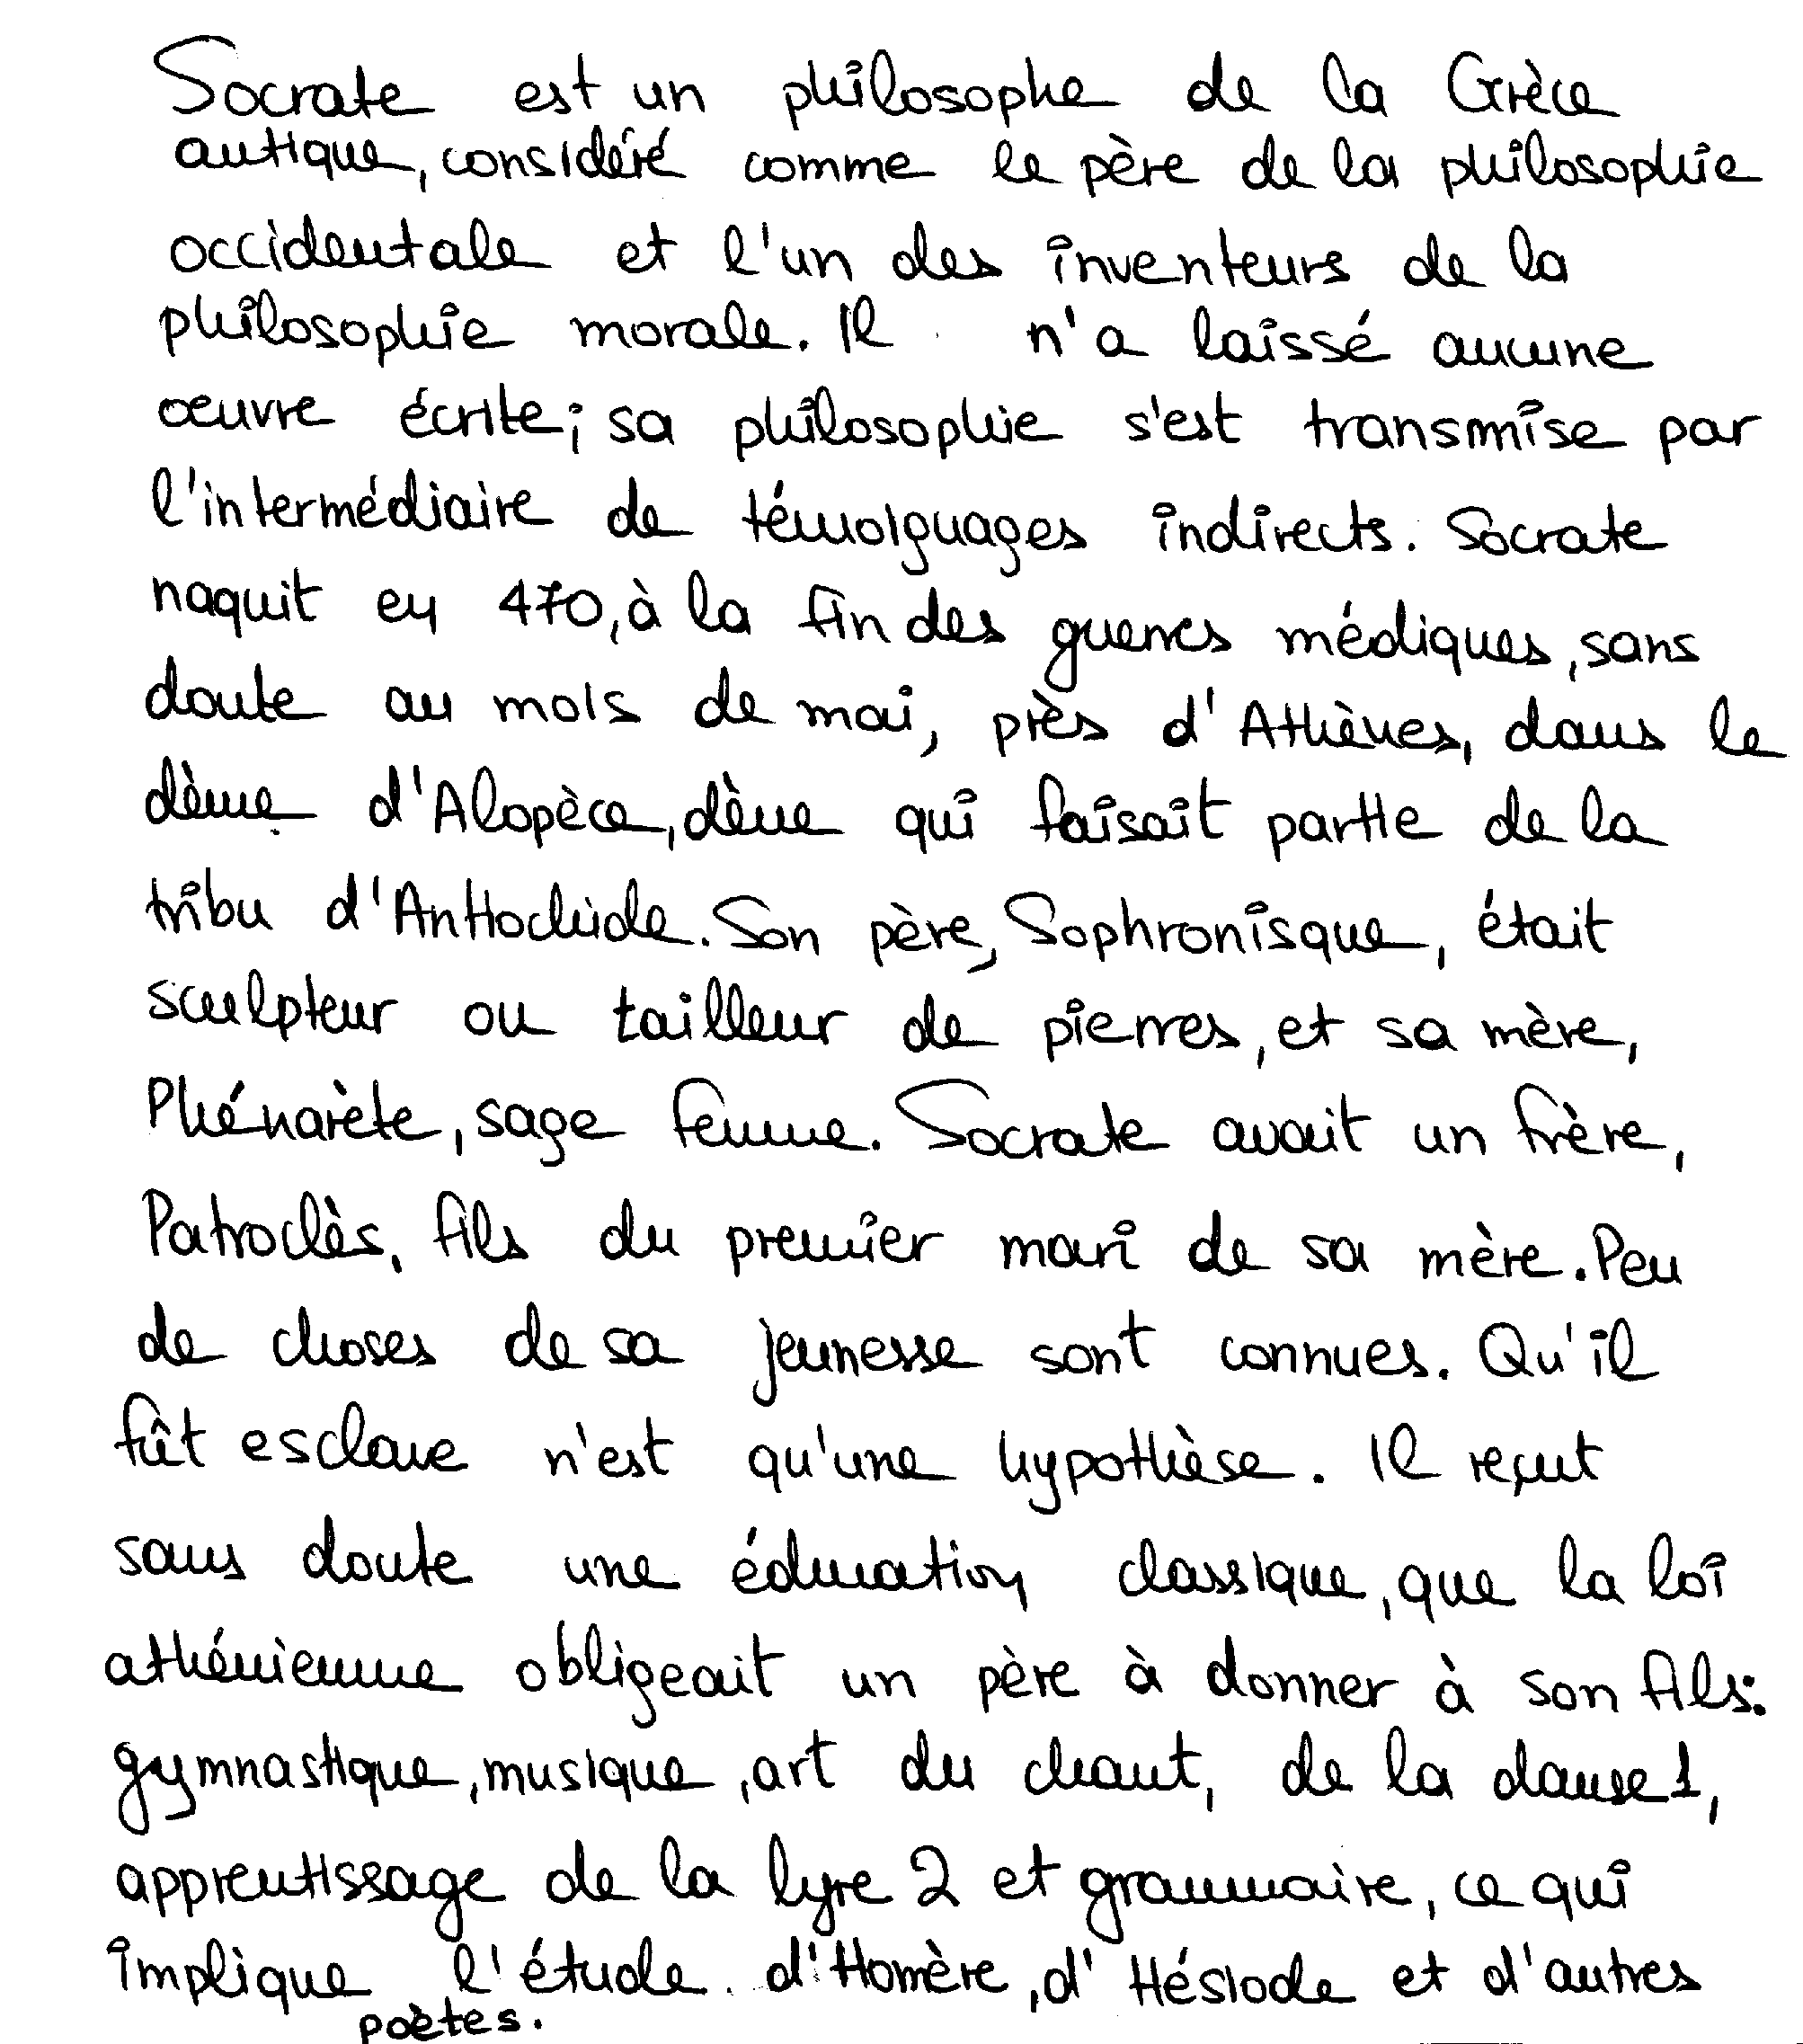 Socrate est un philosophe de la Grèce
antique, considéré comme le père de la philosophie
occidentale et l'un des inventeurs de la
philosophie morale. Il n'a laissé aucune
œuvre écrite; sa philosophie s'est transmise par
l'intermédiaire de témoignages indirects. Socrate
naquit en 470, à la fin des guerres médiques, sans
doute au mois de mai, près d'Athènes, dans le
dème d'Alopèce, dème qui faisait partie de la
tribu d'Antiochide. Son père, Sophronisque, était
sculpteur ou tailleur de pierres, et sa mère,
Phénarète, sage femme. Socrate avait un frère,
Patroclès, fils du premier mari de sa mère. Peu
de choses de sa jeunesse sont connues. Qu'il
fût esclave n'est qu'une hypothèse. Il reçut
sans doute une éducation classique, que la loi
athénienne obligeait un père à donner à son fils:
gymnastique, musique, art du chant, de la danse1,
apprentissage de la lyre 2 et grammaire, ce qui
implique l'étude d'Homère, d'Hésiode et d'autres
poètes.